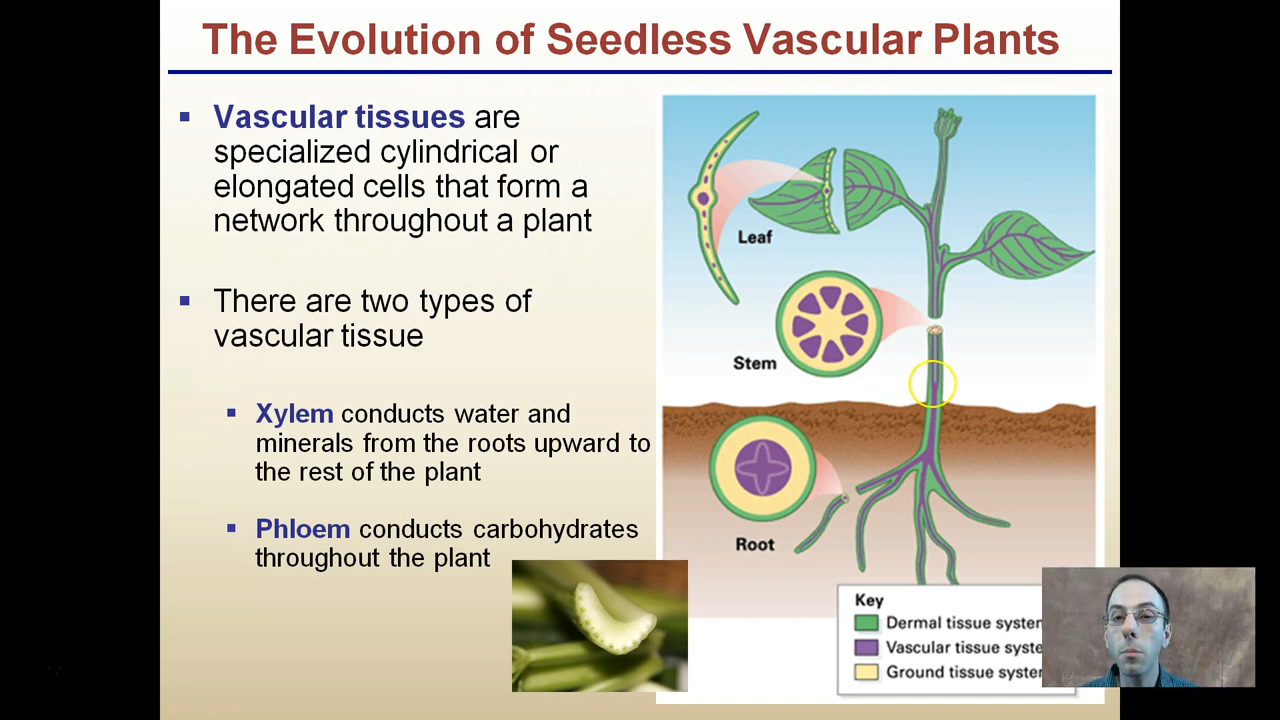 The Evolution of Seedless Vascular Plants
Vascular tissues are
specialized cylindrical or
elongated cells that form a
network throughout a plant
There are two types of
vascular tissue
Xylem conducts water and
minerals from the roots upward to
the rest of the plant
Phloem conducts carbohydrates
throughout the plant
Leaf
Stem
Root
Key
Dermal tissue
Vascular tissue
Ground tissue